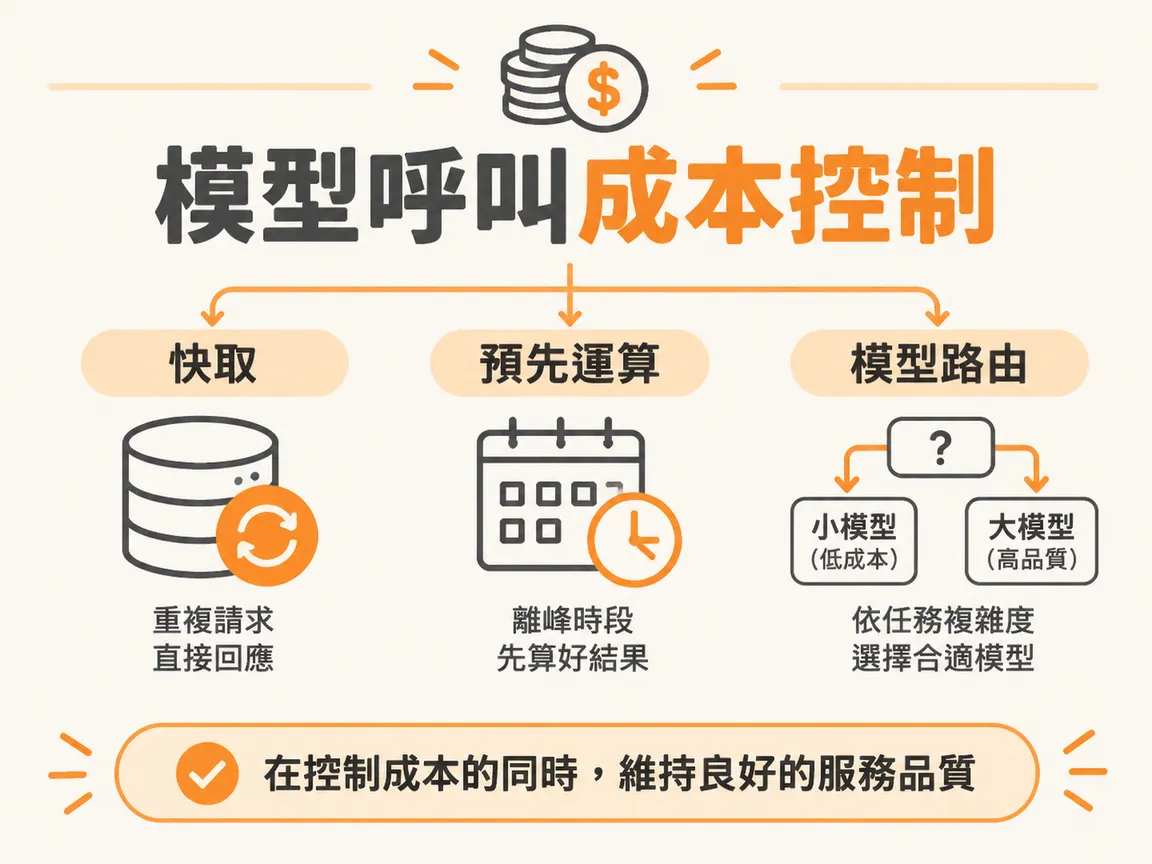 $
模型呼叫成本控制
快取
預先運算
模型路由
?
小模型
(低成本)
大模型
(高品質)
重複請求
直接回應
離峰時段
先算好結果
依任務複雜度
選擇合適模型
在控制成本的同時，維持良好的服務品質